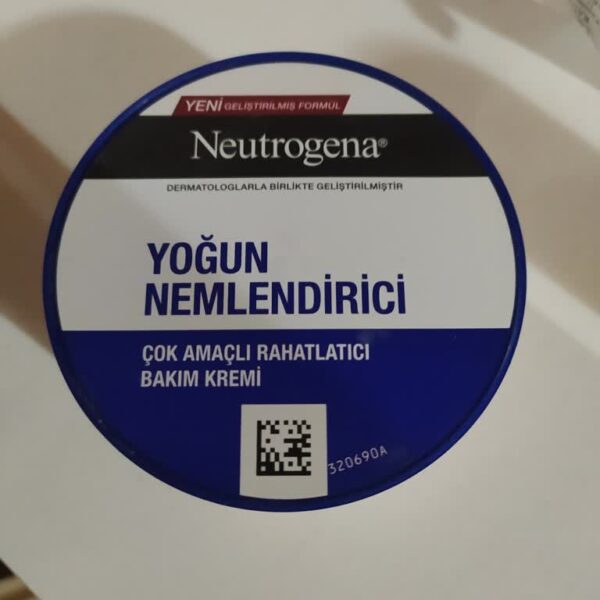 YENİ GELİŞTİRİLMİŞ FORMÜL
Neutrogena®
DERMATOLOGLARLA BİRLİKTE GELİŞTİRİLMİŞTİR
YOĞUN
NEMLENDİRİCİ
ÇOK AMAÇLI RAHATLATICI
BAKIM KREMİ
320690A